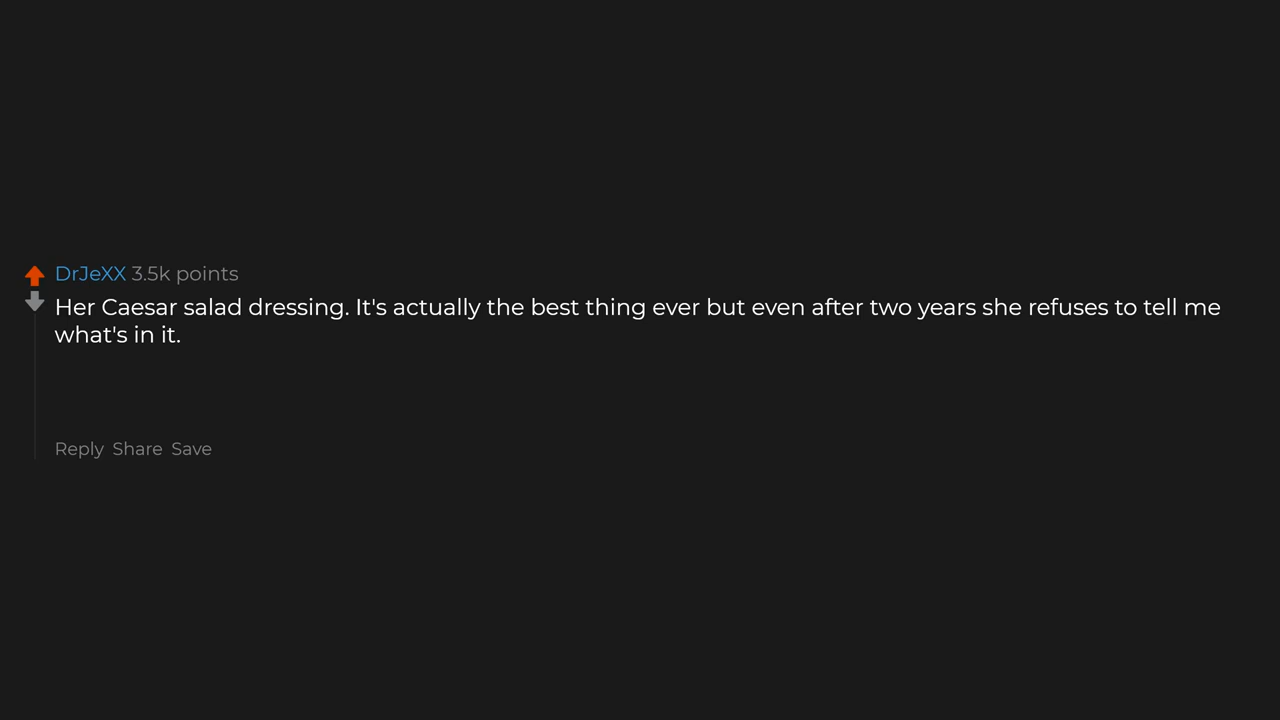 DrJeXX 3.5k points
Her Caesar salad dressing. It's actually the best thing ever but even after two years she refuses to tell me
what's in it.
Reply Share Save